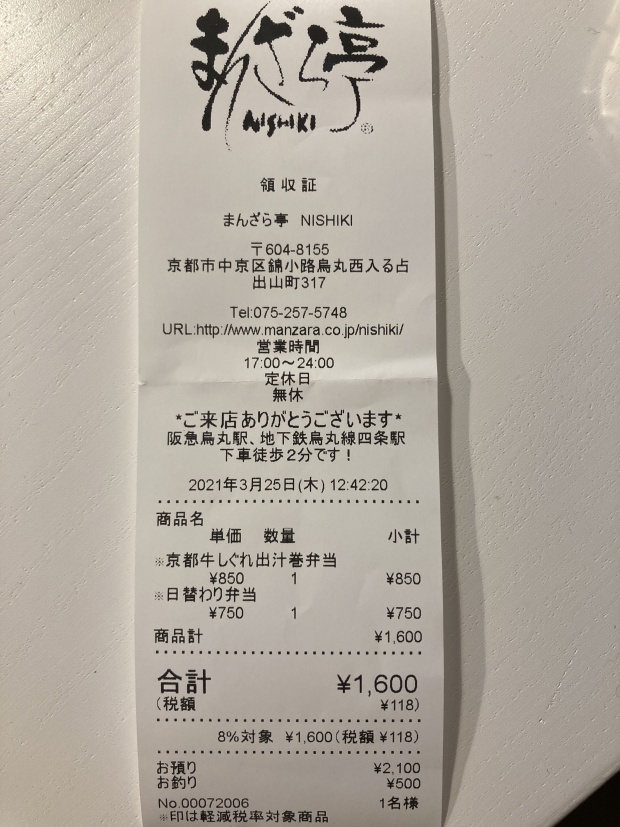 まんざら亭
NISHIKI
®
領収証
まんざら亭 NISHIKI
〒604-8155
京都市中京区錦小路烏丸西入る占
出山町317
Tel:075-257-5748
URL:http://www.manzara.co.jp/nishiki/
営業時間
17:00～24:00
定休日
無休
*ご来店ありがとうございます*
阪急烏丸駅、地下鉄烏丸線四条駅
下車徒歩2分です！
2021年3月25日(木) 12:42:20
商品名
単価 数量 小計
※京都牛しぐれ出汁巻弁当
¥850 1 ¥850
※日替わり弁当
¥750 1 ¥750
商品計 ¥1,600
合計 ¥1,600
(税額 ¥118)
8%対象 ¥1,600(税額 ¥118)
お預り ¥2,100
お釣り ¥500
No.00072006 1名様
※印は軽減税率対象商品